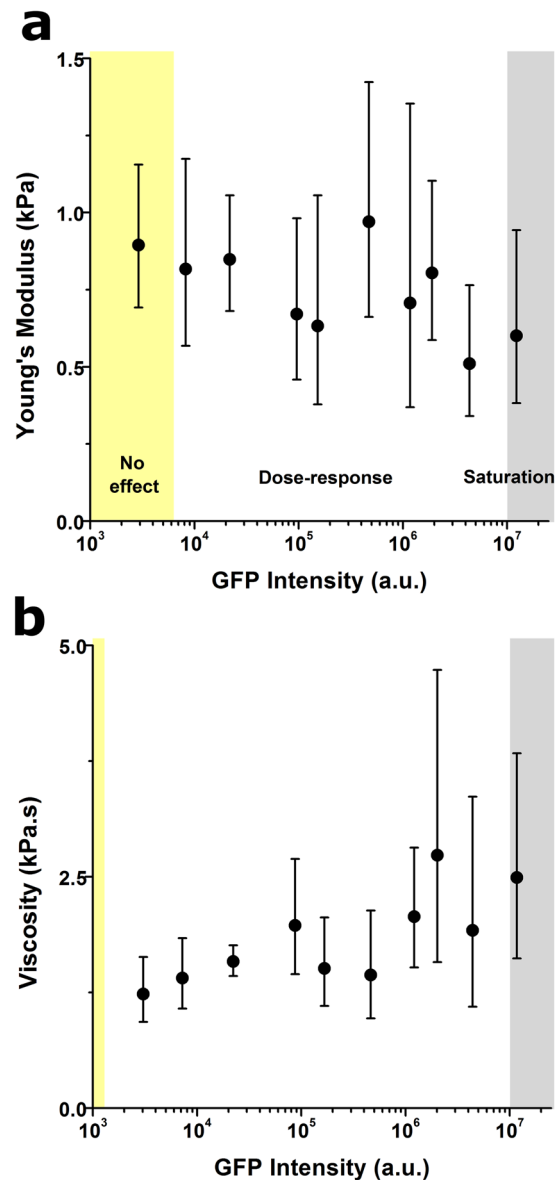 a
1.5
1.0
0.5
0.0
Young's Modulus (kPa)
No
effect
Dose-response
Saturation
10³
10⁴
10⁵
10⁶
10⁷
GFP Intensity (a.u.)
b
5.0
2.5
0.0
Viscosity (kPa.s)
10³
10⁴
10⁵
10⁶
10⁷
GFP Intensity (a.u.)